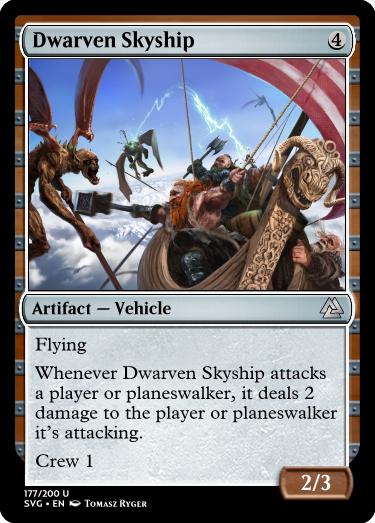 Dwarven Skyship 4
Artifact — Vehicle
Flying
Whenever Dwarven Skyship attacks
a player or planeswalker, it deals 2
damage to the player or planeswalker
it's attacking.
Crew 1
2/3
177/200 U
SVG • EN Tomasz Ryger